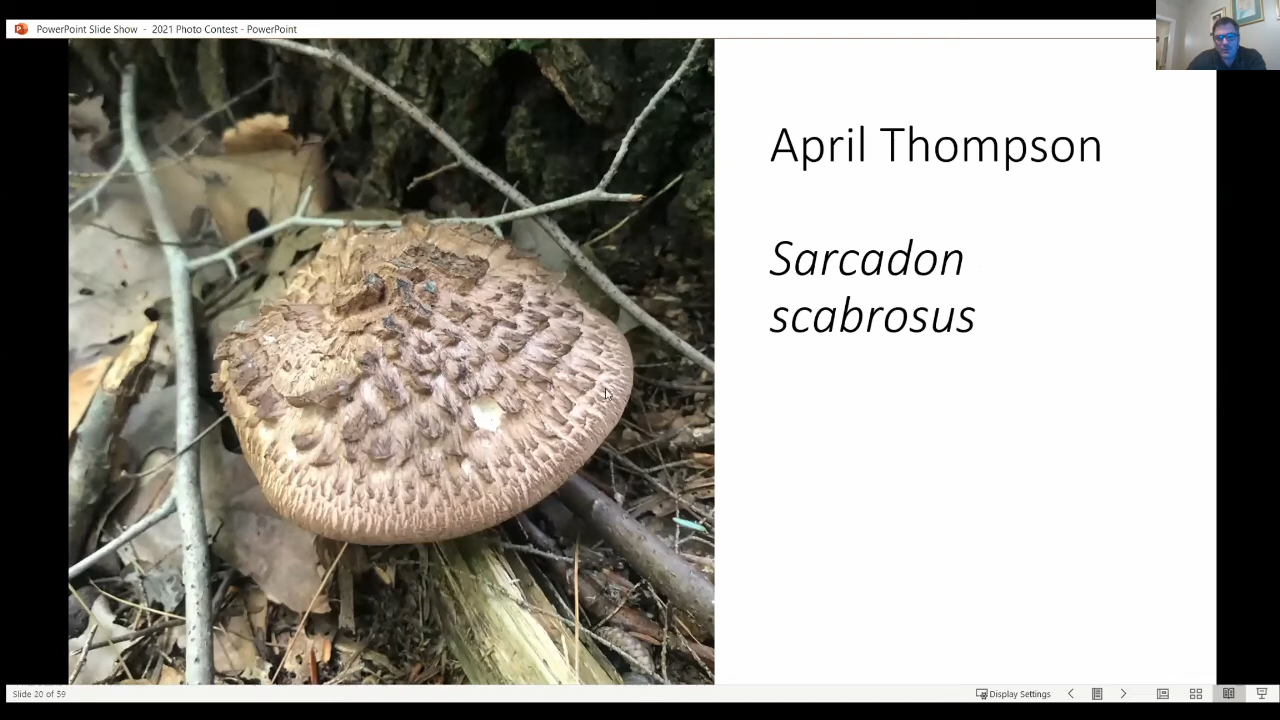 PowerPoint Slide Show - 2021 Photo Contest - PowerPoint
April Thompson
Sarcadon
scabrosus
Slide 20 of 59
Display Settings